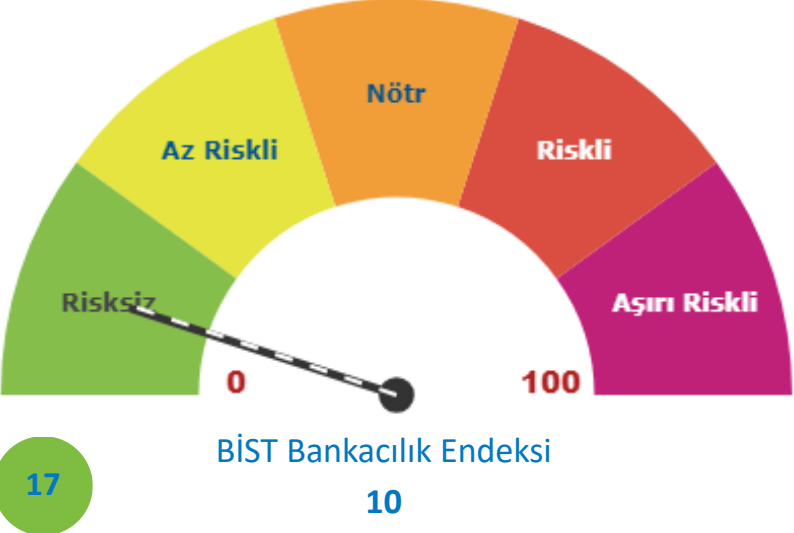 Nötr
Az Riskli
Riskli
Risksiz
Aşırı Riskli
0
100
BİST Bankacılık Endeksi
17
10